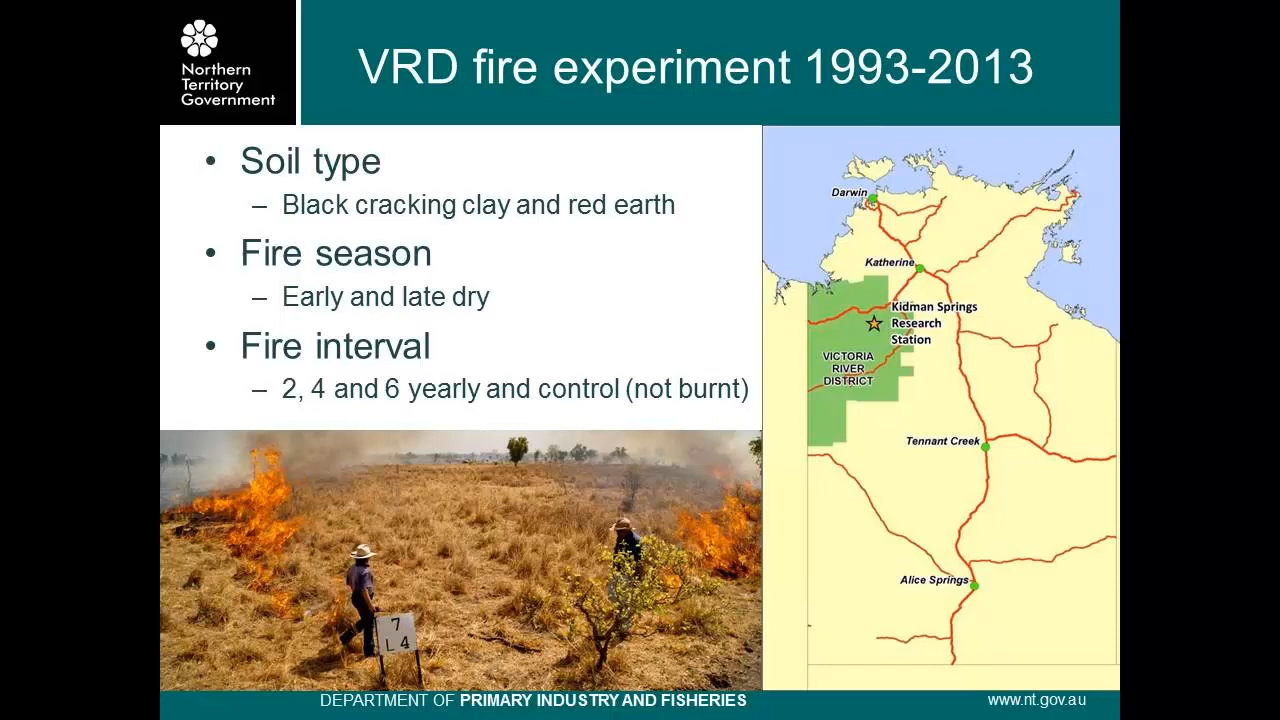 Northern
Territory
Government
VRD fire experiment 1993-2013
• Soil type
– Black cracking clay and red earth
• Fire season
– Early and late dry
• Fire interval
– 2, 4 and 6 yearly and control (not burnt)
Darwin
Katherine
Kidman Springs
Research
Station
VICTORIA
RIVER
DISTRICT
Tennant Creek
Alice Springs
7
L 4
DEPARTMENT OF PRIMARY INDUSTRY AND FISHERIES
www.nt.gov.au